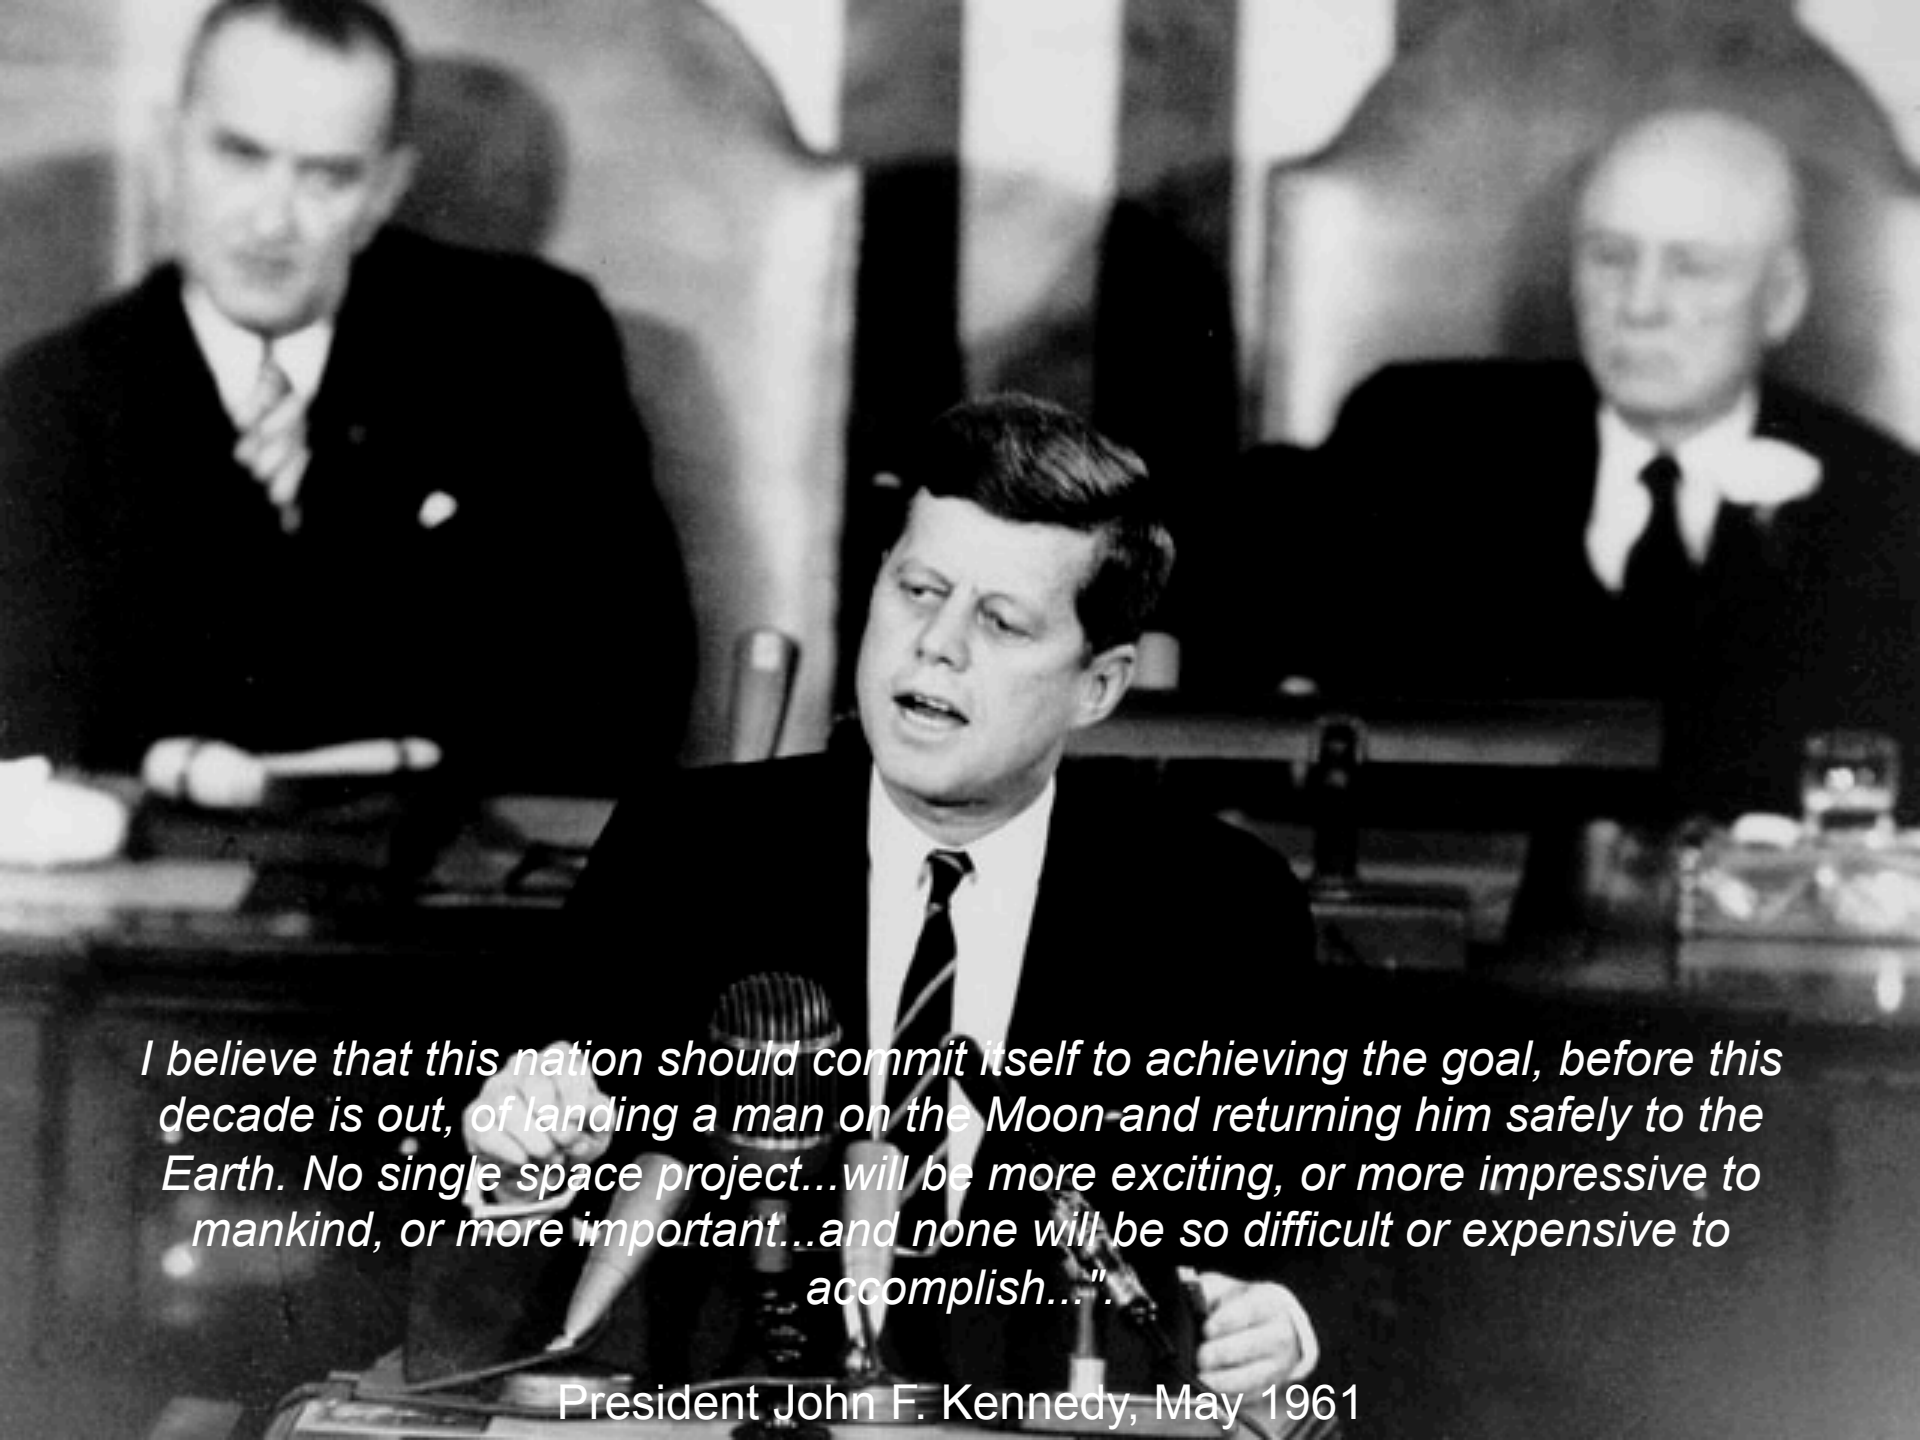 I believe that this nation should commit itself to achieving the goal, before this
decade is out, of landing a man on the Moon and returning him safely to the
Earth. No single space project...will be more exciting, or more impressive to
mankind, or more important...and none will be so difficult or expensive to
accomplish...".
President John F. Kennedy, May 1961